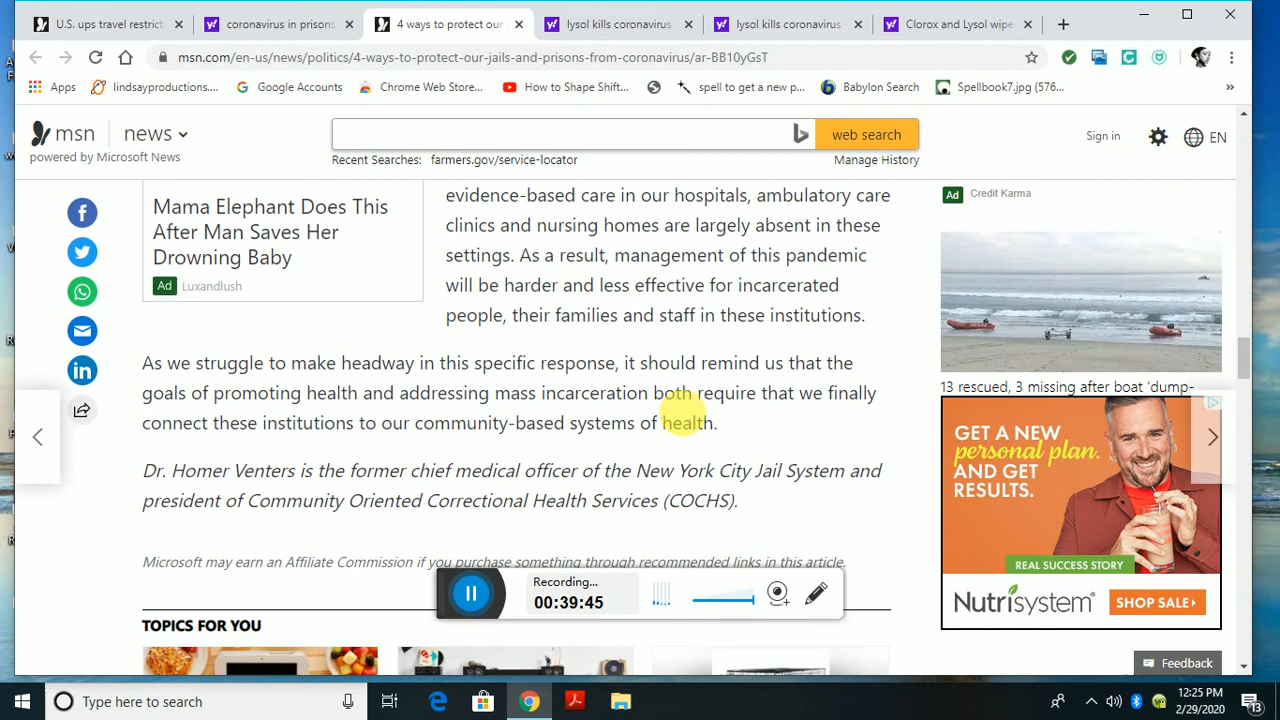 U.S. ups travel restrict
coronavirus in prisons
4 ways to protect our
lysol kills coronavirus
lysol kills coronavirus
Clorox and Lysol wipe
msn.com/en-us/news/politics/4-ways-to-protect-our-jails-and-prisons-from-coronavirus/ar-BB10yGsT
Apps
lindsayproductions....
Google Accounts
Chrome Web Store...
How to Shape Shift...
spell to get a new p...
Babylon Search
Spellbook7.jpg (576...
»
msn
news
powered by Microsoft News
web search
Recent Searches: farmers.gov/service-locator
Manage History
Sign in
EN
Mama Elephant Does This
After Man Saves Her
Drowning Baby
Ad Luxandlush
evidence-based care in our hospitals, ambulatory care
clinics and nursing homes are largely absent in these
settings. As a result, management of this pandemic
will be harder and less effective for incarcerated
people, their families and staff in these institutions.
As we struggle to make headway in this specific response, it should remind us that the
goals of promoting health and addressing mass incarceration both require that we finally
connect these institutions to our community-based systems of health.
Dr. Homer Venters is the former chief medical officer of the New York City Jail System and
president of Community Oriented Correctional Health Services (COCHS).
Microsoft may earn an Affiliate Commission if you purchase something through recommended links in this article.
TOPICS FOR YOU
Ad Credit Karma
13 rescued, 3 missing after boat 'dump-
GET A NEW
personal plan.
AND GET
RESULTS.
REAL SUCCESS STORY
Nutrisystem®
SHOP SALE
Feedback
Recording...
00:39:45
Type here to search
12:25 PM
2/29/2020
13